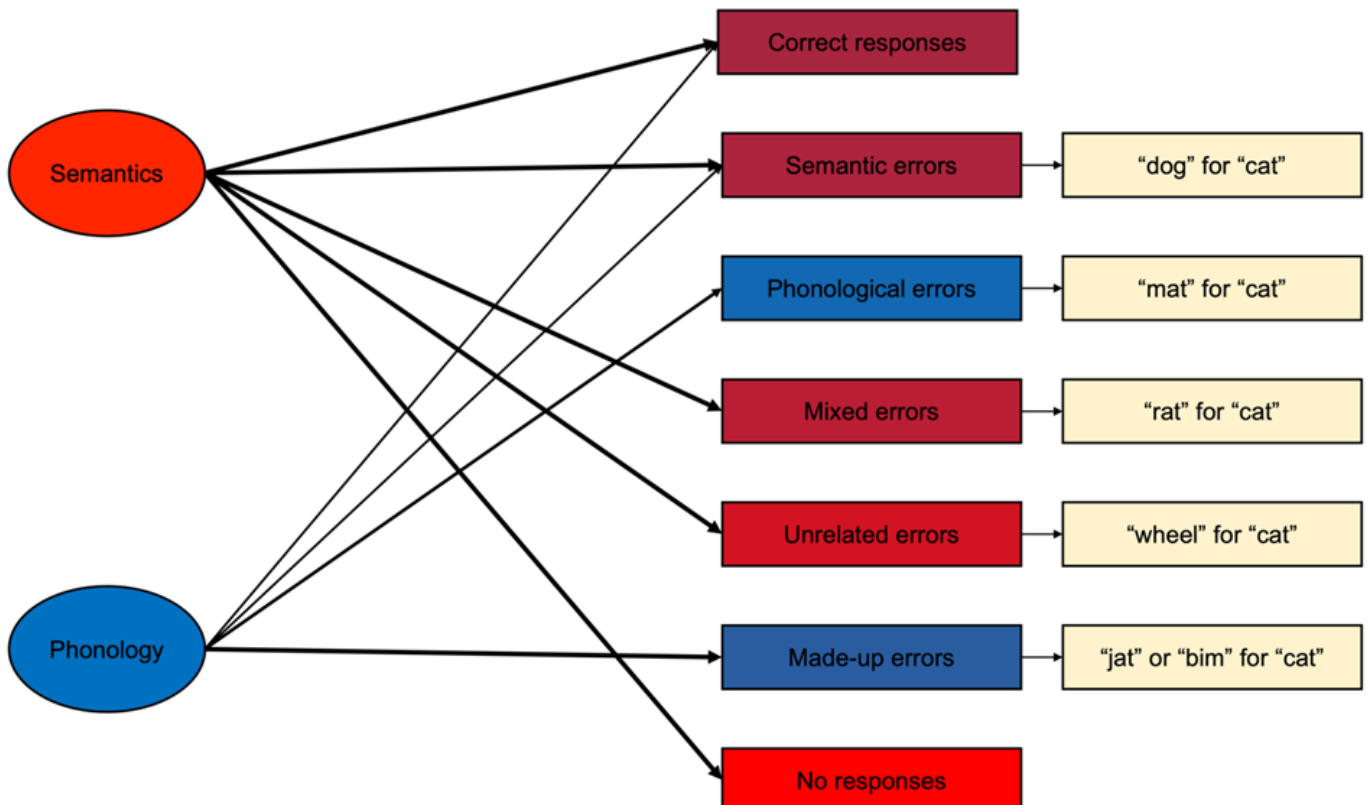 Correct responses
Semantics
Semantic errors
“dog” for “cat”
Phonological errors
“mat” for “cat”
Mixed errors
“rat” for “cat”
Unrelated errors
“wheel” for “cat”
Phonology
Made-up errors
“jat” or “bim” for “cat”
No responses